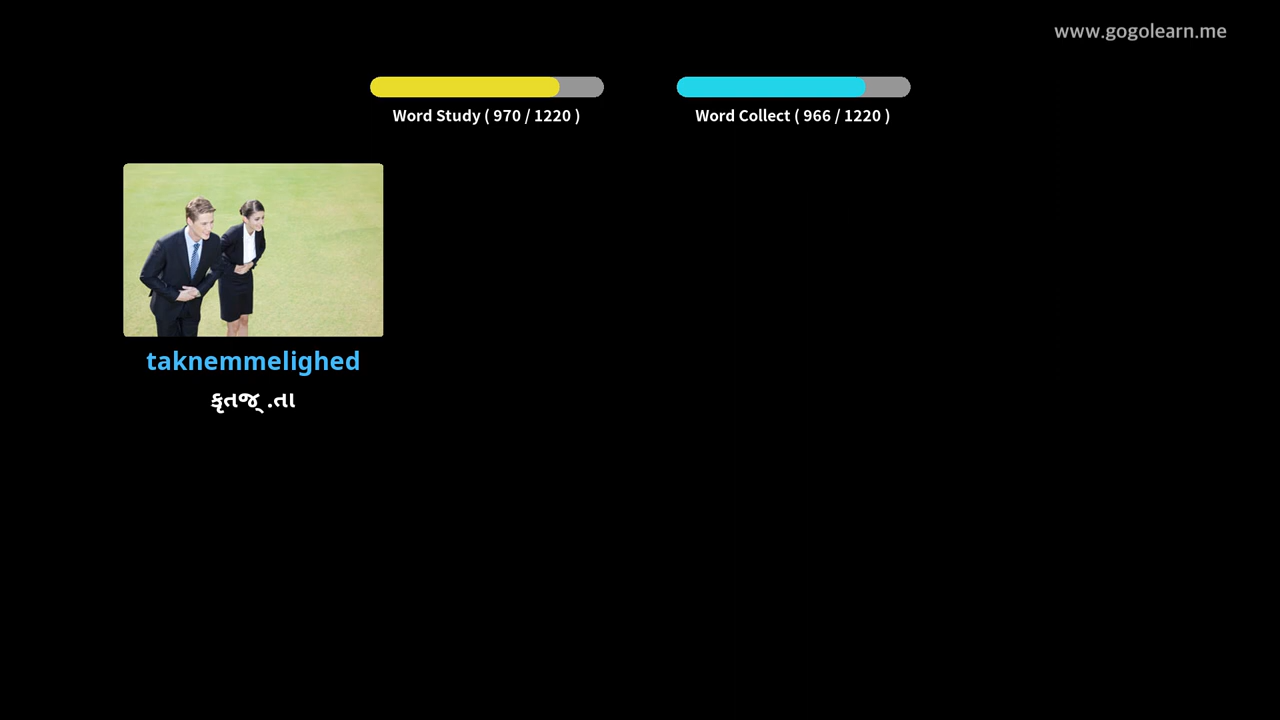 www.gogolearn.me
Word Study ( 970 / 1220 )
Word Collect ( 966 / 1220 )
taknemmelighed
કૃતજ્ .તા